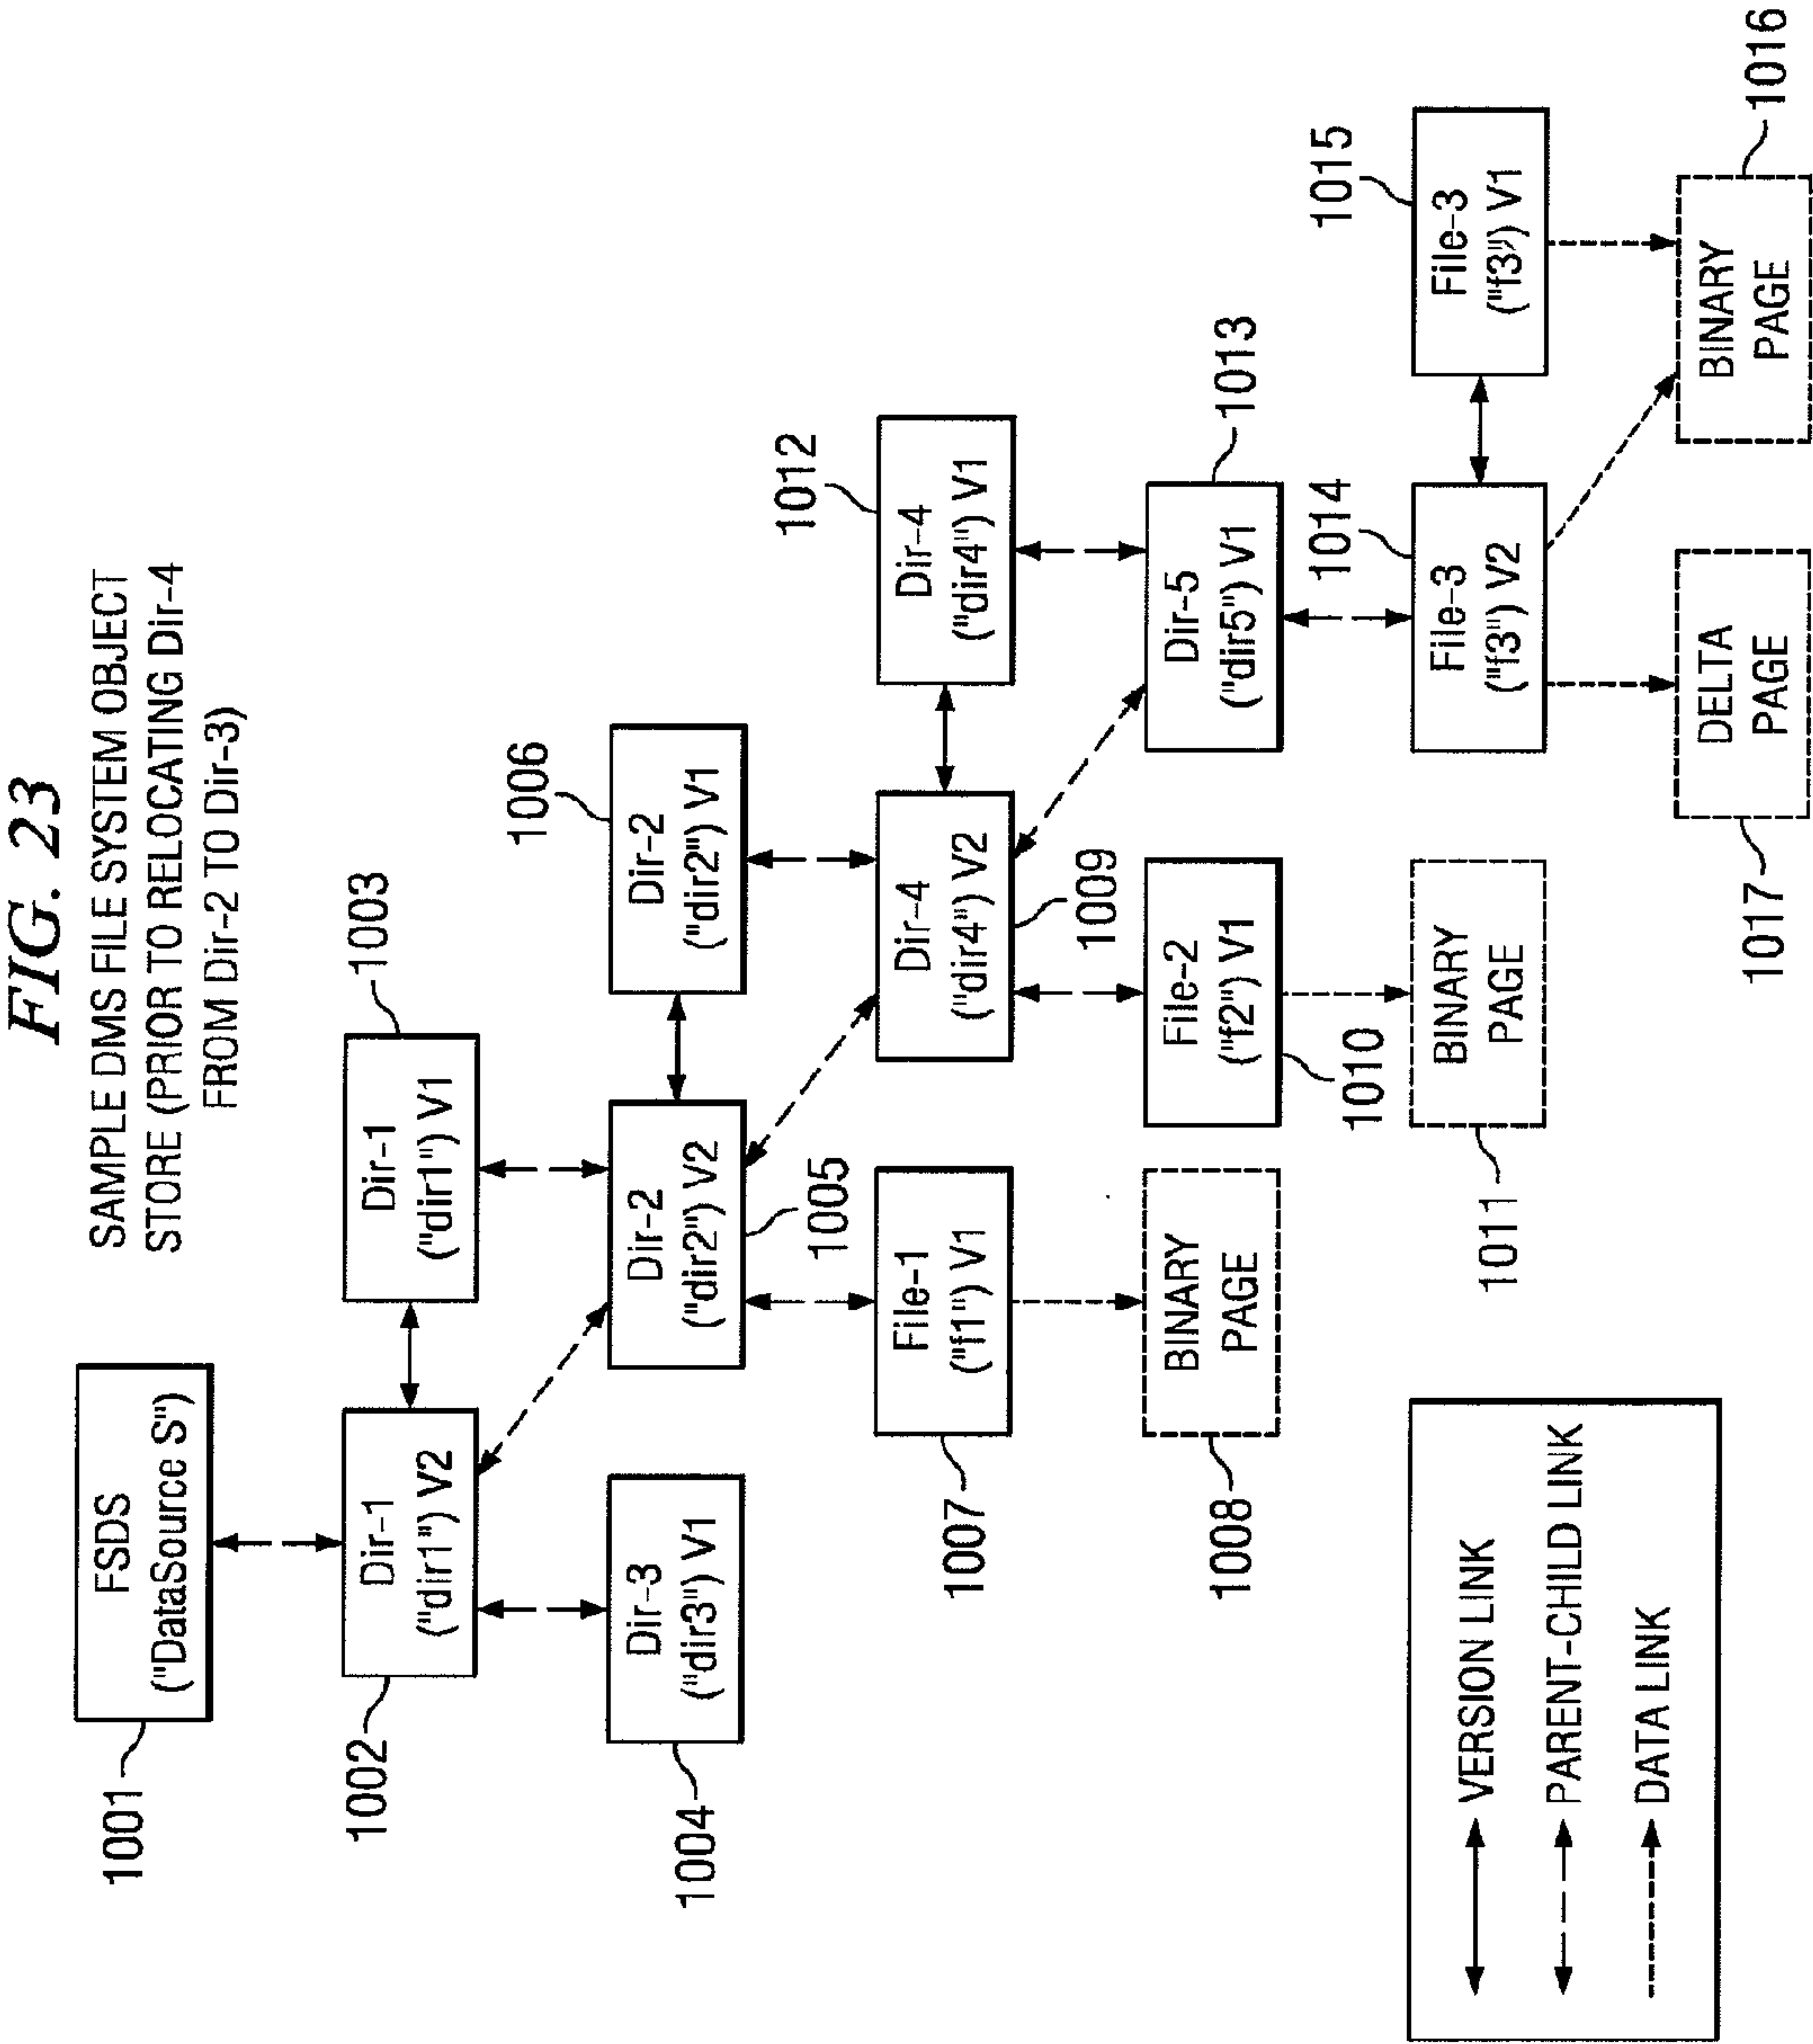 FIG. 23
SAMPLE DMS FILE SYSTEM OBJECT
STORE (PRIOR TO RELOCATING Dir-4
FROM Dir-2 TO Dir-3)
1001
FSDS
("DataSource S")
1002
Dir-1
("dir1") V2
1003
Dir-1
("dir1") V1
1004
Dir-3
("dir3") V1
Dir-2
("dir2") V2
1005
1006
Dir-2
("dir2") V1
1007
File-1
("f1") V1
Dir-4
("dir4") V2
1009
1012
Dir-4
("dir4") V1
1008
BINARY
PAGE
File-2
("f2") V1
1010
Dir-5
("dir5") V1
1013
1011
BINARY
PAGE
1014
File-3
("f3") V2
1015
File-3
("f3") V1
1017
DELTA
PAGE
BINARY
PAGE
1016
VERSION LINK
PARENT-CHILD LINK
DATA LINK